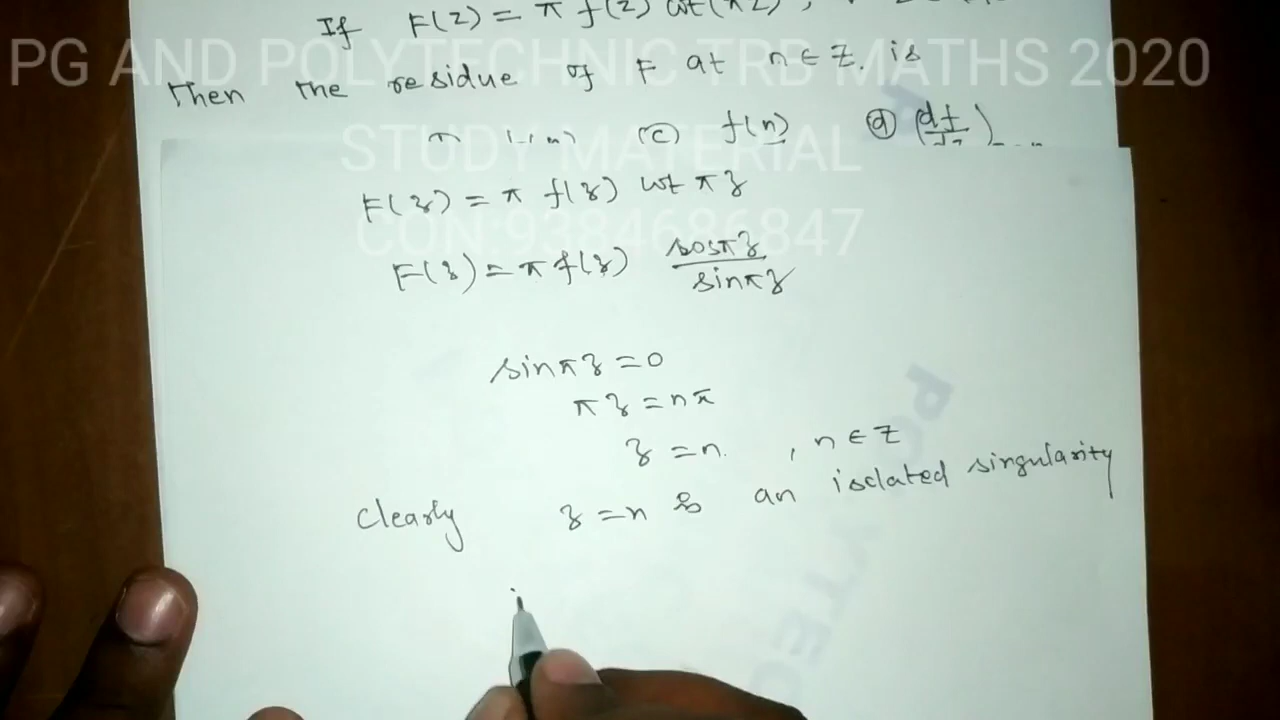 If F(z) = π f(z) cot(πz),
PG AND POLYTECHNIC TRB MATHS 2020
Then the residue of F at n ∈ Z. is
STUDY MATERIAL
(c) f(n) (d) (df
F(z) = π f(z) cot πz
CON:9384686847
F(z) = π f(z) cosπz / sinπz
sinπz = 0
πz = nπ
z = n. , n ∈ Z
clearly z = n is an isolated singularity